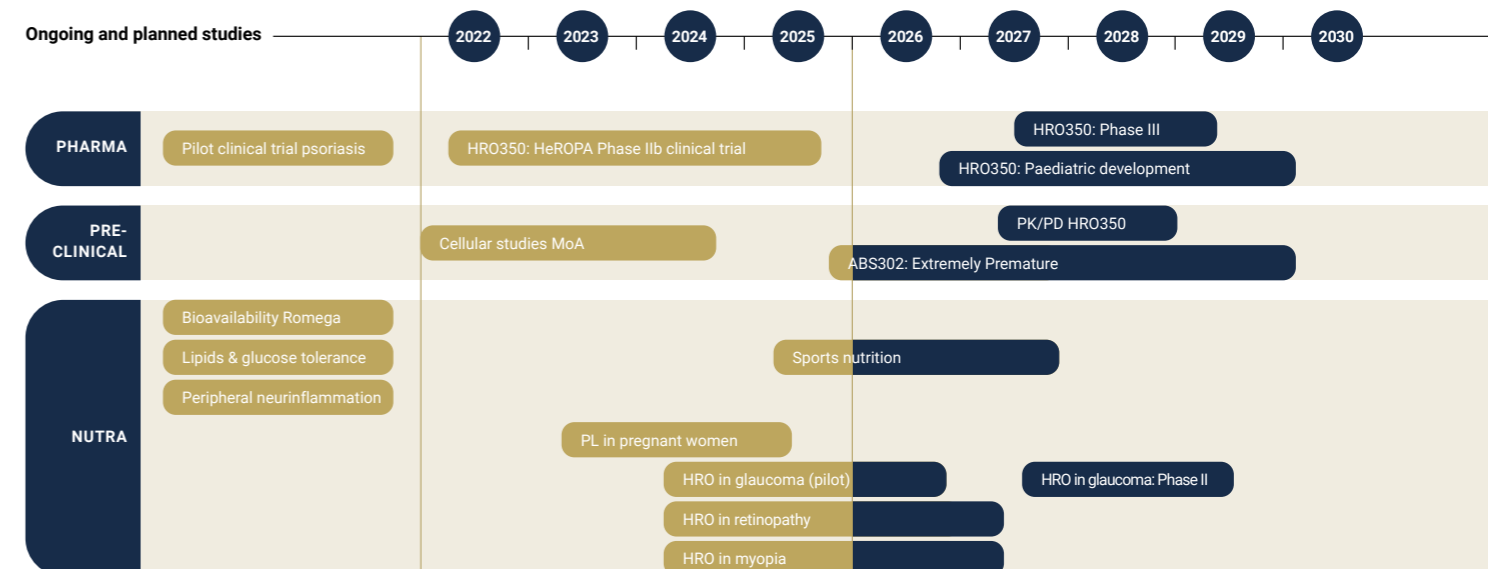 Ongoing and planned studies
2022 2023 2024 2025 2026 2027 2028 2029 2030
PHARMA
Pilot clinical trial psoriasis
HRO350: HeROPA Phase IIb clinical trial
HRO350: Phase III
HRO350: Paediatric development
PRE-
CLINICAL
Cellular studies MoA
PK/PD HRO350
ABS302: Extremely Premature
NUTRA
Bioavailability Romega
Lipids & glucose tolerance
Peripheral neurinflammation
Sports nutrition
PL in pregnant women
HRO in glaucoma (pilot)
HRO in glaucoma: Phase II
HRO in retinopathy
HRO in myopia